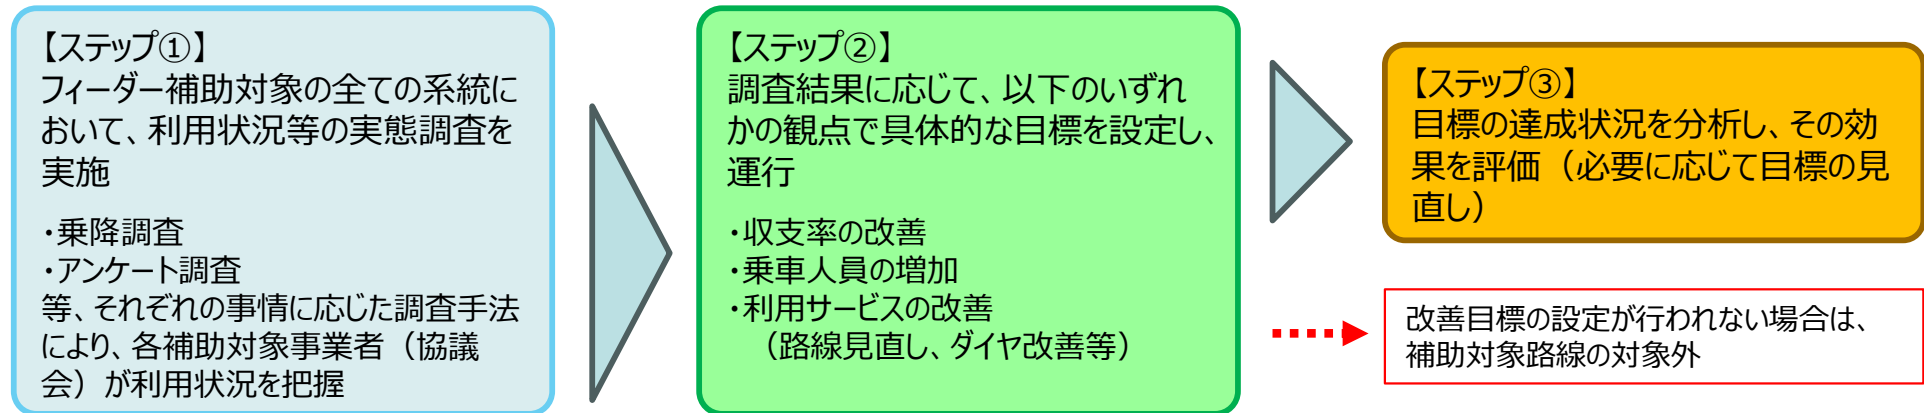 【ステップ①】
フィーダー補助対象の全ての系統に
おいて、利用状況等の実態調査を
実施
・乗降調査
・アンケート調査
等、それぞれの事情に応じた調査手法
により、各補助対象事業者（協議
会）が利用状況を把握
【ステップ②】
調査結果に応じて、以下のいずれ
かの観点で具体的な目標を設定し、
運行
・収支率の改善
・乗車人員の増加
・利用サービスの改善
（路線見直し、ダイヤ改善等）
【ステップ③】
目標の達成状況を分析し、その効
果を評価（必要に応じて目標の見
直し）
改善目標の設定が行われない場合は、
補助対象路線の対象外